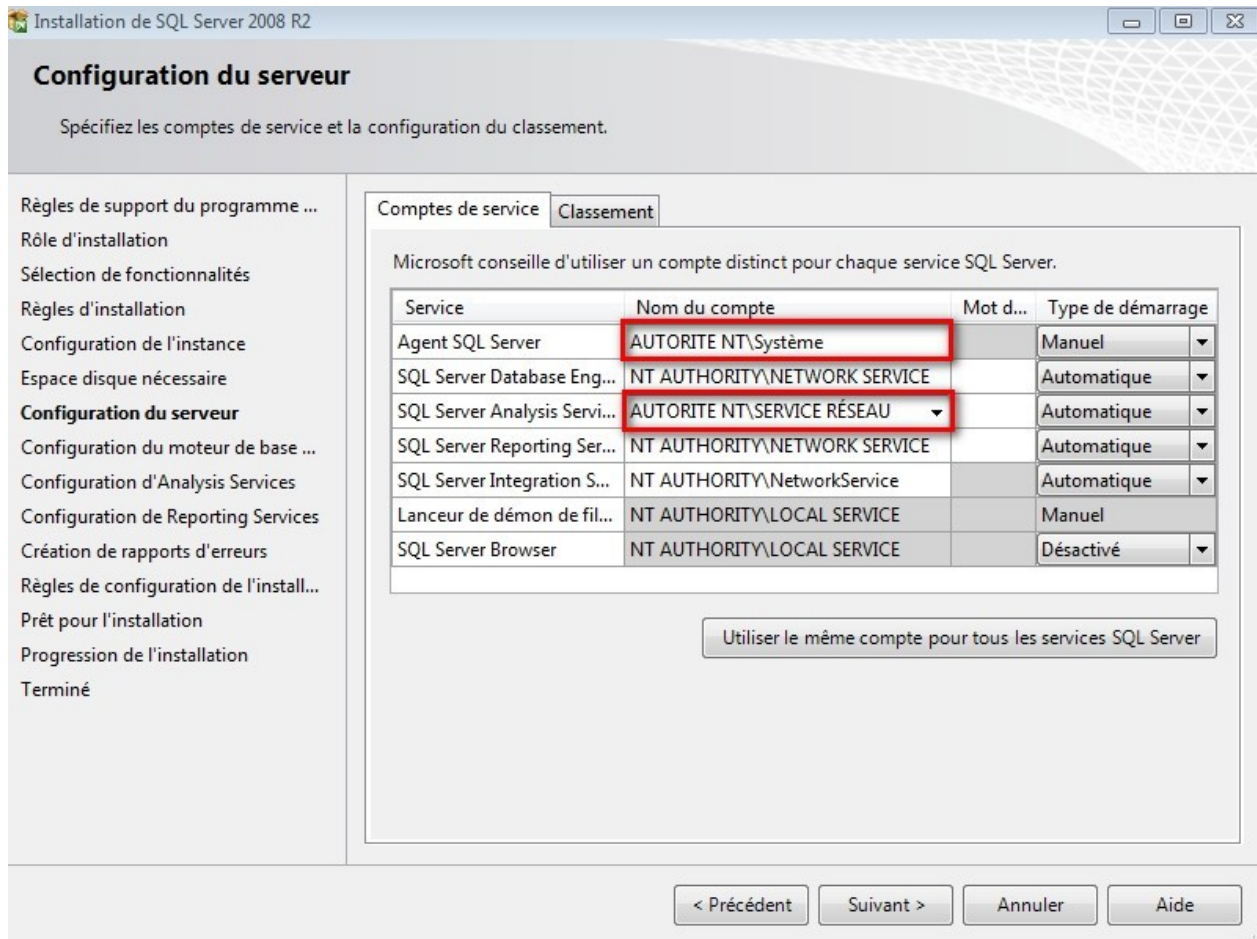 Installation de SQL Server 2008 R2
Configuration du serveur
Spécifiez les comptes de service et la configuration du classement.
Règles de support du programme ...
Rôle d'installation
Sélection de fonctionnalités
Règles d'installation
Configuration de l'instance
Espace disque nécessaire
Configuration du serveur
Configuration du moteur de base ...
Configuration d'Analysis Services
Configuration de Reporting Services
Création de rapports d'erreurs
Règles de configuration de l'install...
Prêt pour l'installation
Progression de l'installation
Terminé
Comptes de service Classement
Microsoft conseille d'utiliser un compte distinct pour chaque service SQL Server.
Service Nom du compte Mot d... Type de démarrage
Agent SQL Server AUTORITE NT\Système Manuel
SQL Server Database Eng... NT AUTHORITY\NETWORK SERVICE Automatique
SQL Server Analysis Servi... AUTORITE NT\SERVICE RÉSEAU Automatique
SQL Server Reporting Ser... NT AUTHORITY\NETWORK SERVICE Automatique
SQL Server Integration S... NT AUTHORITY\NetworkService Automatique
Lanceur de démon de fil... NT AUTHORITY\LOCAL SERVICE Manuel
SQL Server Browser NT AUTHORITY\LOCAL SERVICE Désactivé
Utiliser le même compte pour tous les services SQL Server
< Précédent Suivant > Annuler Aide